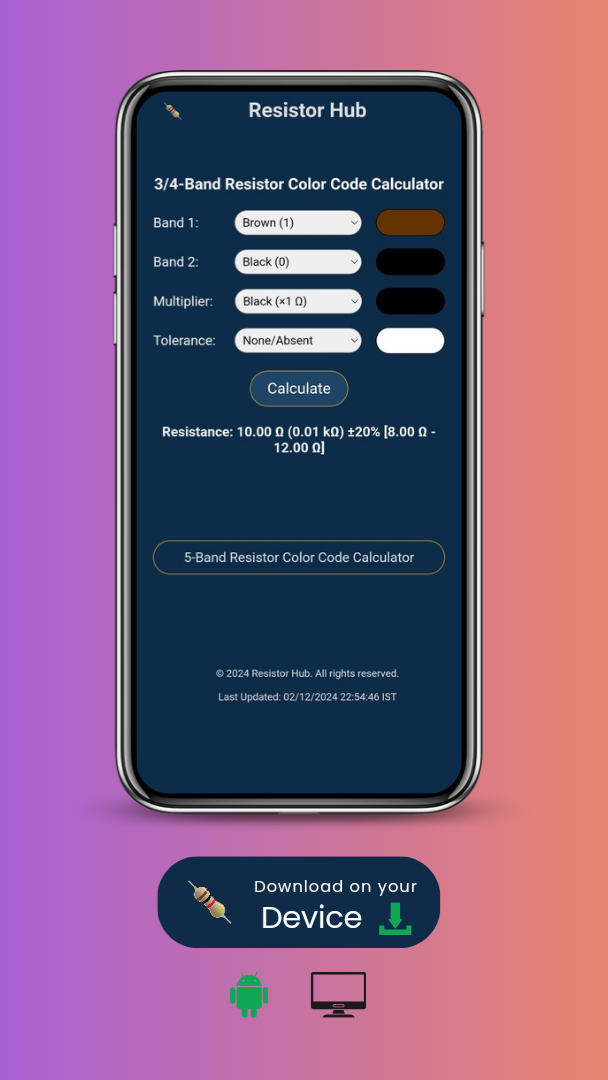 Resistor Hub
3/4-Band Resistor Color Code Calculator
Band 1: Brown (1)
Band 2: Black (0)
Multiplier: Black (×1 Ω)
Tolerance: None/Absent
Calculate
Resistance: 10.00 Ω (0.01 kΩ) ±20% [8.00 Ω -
12.00 Ω]
5-Band Resistor Color Code Calculator
© 2024 Resistor Hub. All rights reserved.
Last Updated: 02/12/2024 22:54:46 IST
Download on your
Device